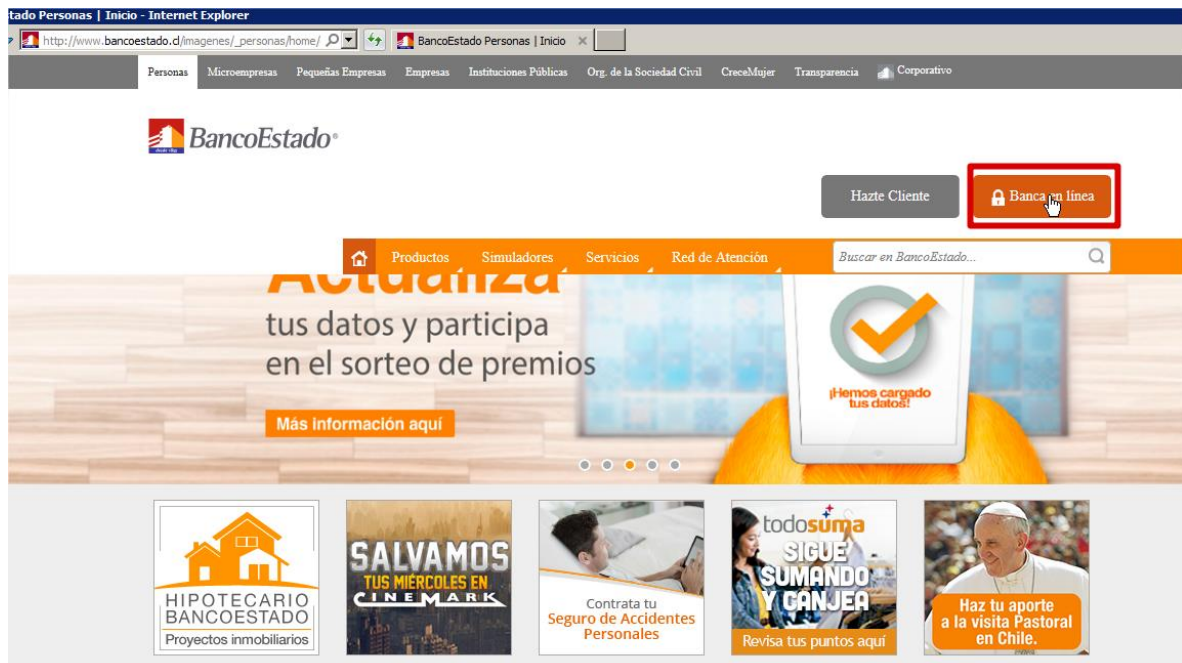 tado Personas | Inicio - Internet Explorer
http://www.bancoestado.cl/imagenes/_personas/home/
BancoEstado Personas | Inicio
Personas Microempresas Pequeñas Empresas Empresas Instituciones Públicas Org. de la Sociedad Civil CreceMujer Transparencia Corporativo
BancoEstado®
Hazte Cliente
Banca en línea
Productos Simuladores Servicios Red de Atención
Buscar en BancoEstado...
Actualiza
tus datos y participa
en el sorteo de premios
Más información aquí
¡Hemos cargado
tus datos!
HIPOTECARIO
BANCOESTADO
Proyectos inmobiliarios
SALVAMOS
TUS MIÉRCOLES EN
CINEMARK
Contrata tu
Seguro de Accidentes
Personales
todosuma
SIGUE
SUMANDO
Y CANJEA
Revisa tus puntos aquí
Haz tu aporte
a la visita Pastoral
en Chile.